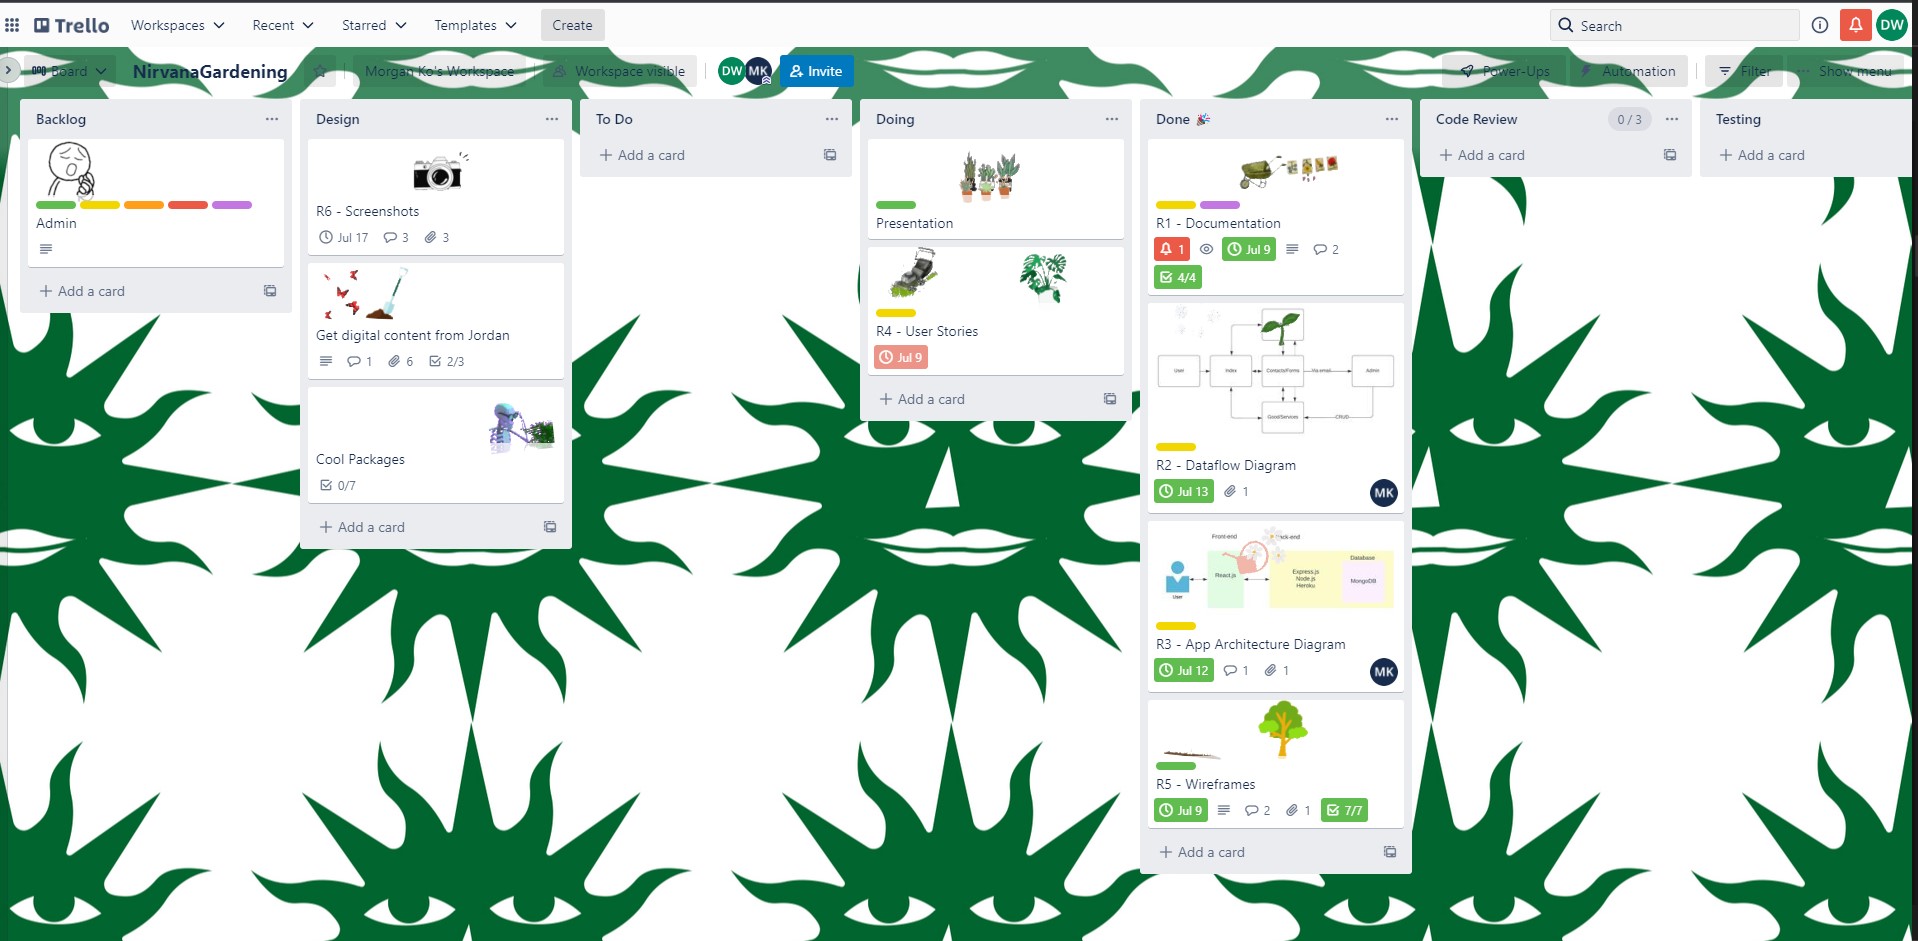 Trello Workspaces Recent Starred Templates Create Search DW
Board NirvanaGardening Morgan Ko's Workspace Workspace visible DW MK Invite Power-Ups Automation Filter Show menu
Backlog
Admin
+ Add a card
Design
R6 - Screenshots
Jul 17 3 3
Get digital content from Jordan
1 6 2/3
Cool Packages
0/7
+ Add a card
To Do
+ Add a card
Doing
Presentation
R4 - User Stories
Jul 9
+ Add a card
Done 🎉
R1 - Documentation
1 Jul 9 2
4/4
User Index Contacts/Forms Via email Admin
Good/Services CRUD
R2 - Dataflow Diagram
Jul 13 1 MK
Front-end
Database
React.js
Express.js
Node.js
Heroku
MongoDB
User
R3 - App Architecture Diagram
Jul 12 1 1 MK
R5 - Wireframes
Jul 9 2 1 7/7
+ Add a card
Code Review 0 / 3
+ Add a card
Testing
+ Add a card